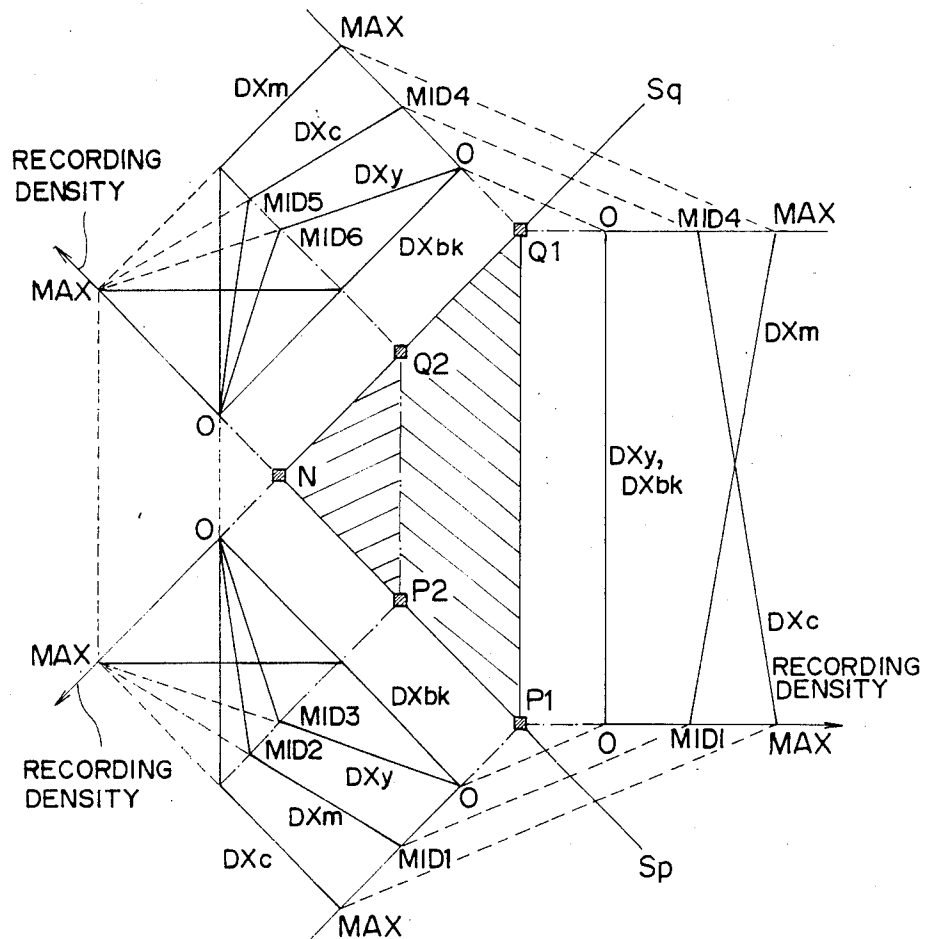 MAX
DXm
MID4
Sq
DXc
RECORDING
DENSITY
DXy
O
MID5
MID6
MID4
MAX
O
Q1
DXbk
MAX
DXm
Q2
O
N
DXy,
DXbk
O
P2
DXc
MAX
DXbk
RECORDING
DENSITY
MID3
P1
MID2
O
MID1
MAX
RECORDING
DENSITY
DXy
O
DXm
DXc
MID1
Sp
MAX